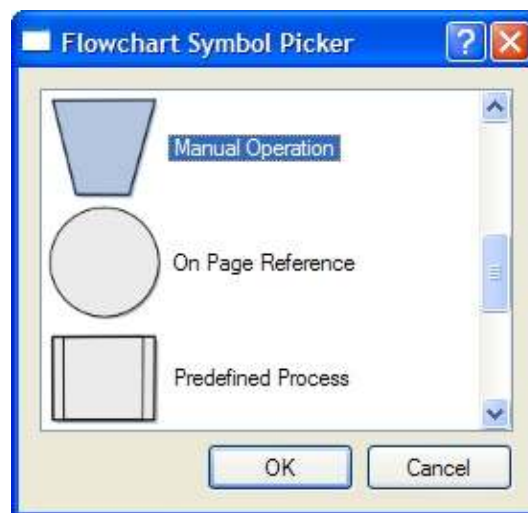 Flowchart Symbol Picker
Manual Operation
On Page Reference
Predefined Process
OK Cancel